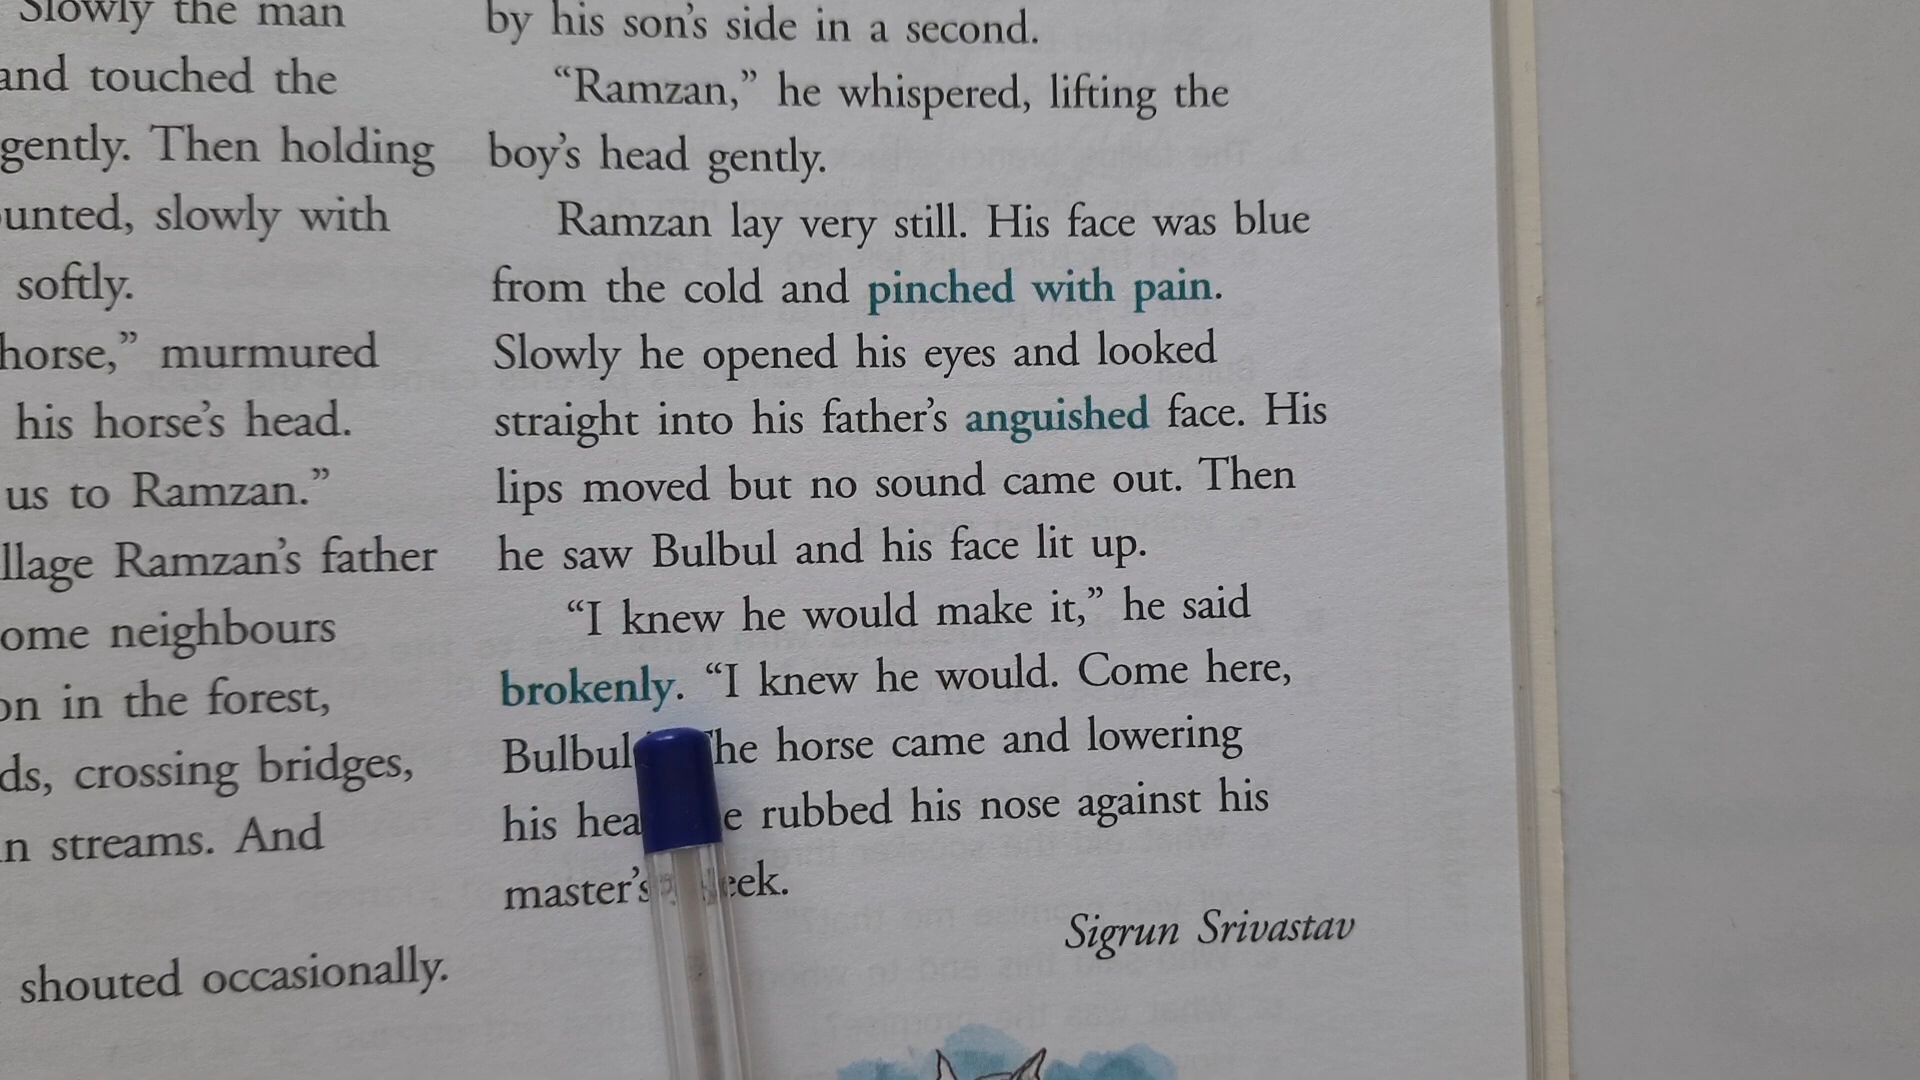 Slowly the man
and touched the
gently. Then holding
ounted, slowly with
softly.
horse,” murmured
his horse’s head.
us to Ramzan.”
llage Ramzan’s father
ome neighbours
on in the forest,
ds, crossing bridges,
n streams. And
shouted occasionally.
by his son’s side in a second.
“Ramzan,” he whispered, lifting the
boy’s head gently.
Ramzan lay very still. His face was blue
from the cold and pinched with pain.
Slowly he opened his eyes and looked
straight into his father’s anguished face. His
lips moved but no sound came out. Then
he saw Bulbul and his face lit up.
“I knew he would make it,” he said
brokenly. “I knew he would. Come here,
Bulbul he horse came and lowering
his hea e rubbed his nose against his
master’s eek.
Sigrun Srivastav